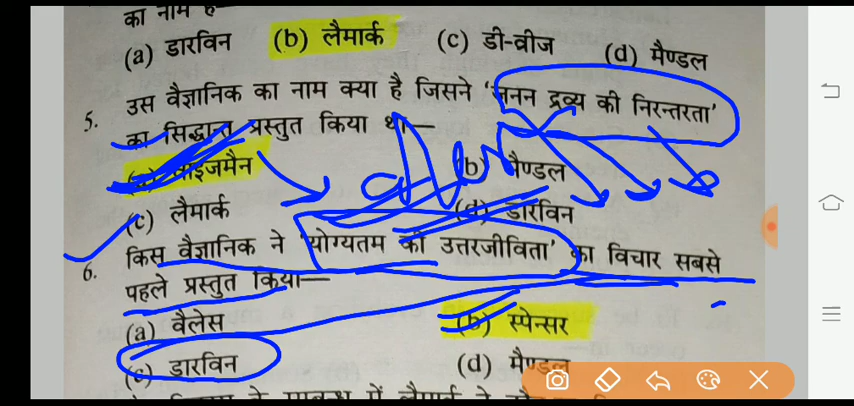 का नाम है
(a) डारविन (b) लैमार्क (c) डी-व्रीज (d) मैण्डल
5. उस वैज्ञानिक का नाम क्या है जिसने 'जनन द्रव्य की निरन्तरता'
का सिद्धान्त प्रस्तुत किया था—
(a) वाइजमैन (b) मैण्डल
(c) लैमार्क (d) डारविन
6. किस वैज्ञानिक ने 'योग्यतम की उत्तरजीविता' का विचार सबसे
पहले प्रस्तुत किया—
(a) वैलेस (b) स्पेन्सर
(c) डारविन (d) मैण्डल
में लैमार्क ने